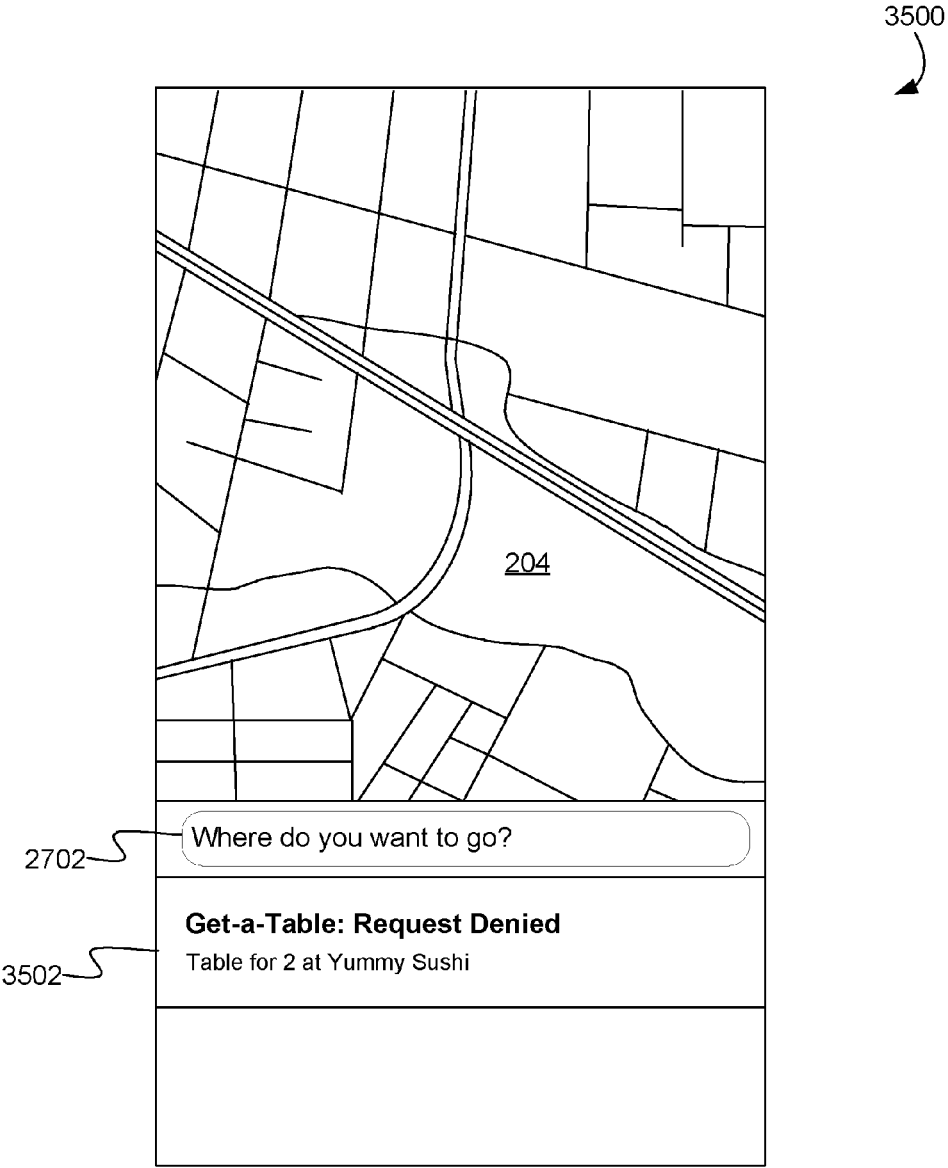 3500
204
2702
Where do you want to go?
Get-a-Table: Request Denied
3502
Table for 2 at Yummy Sushi